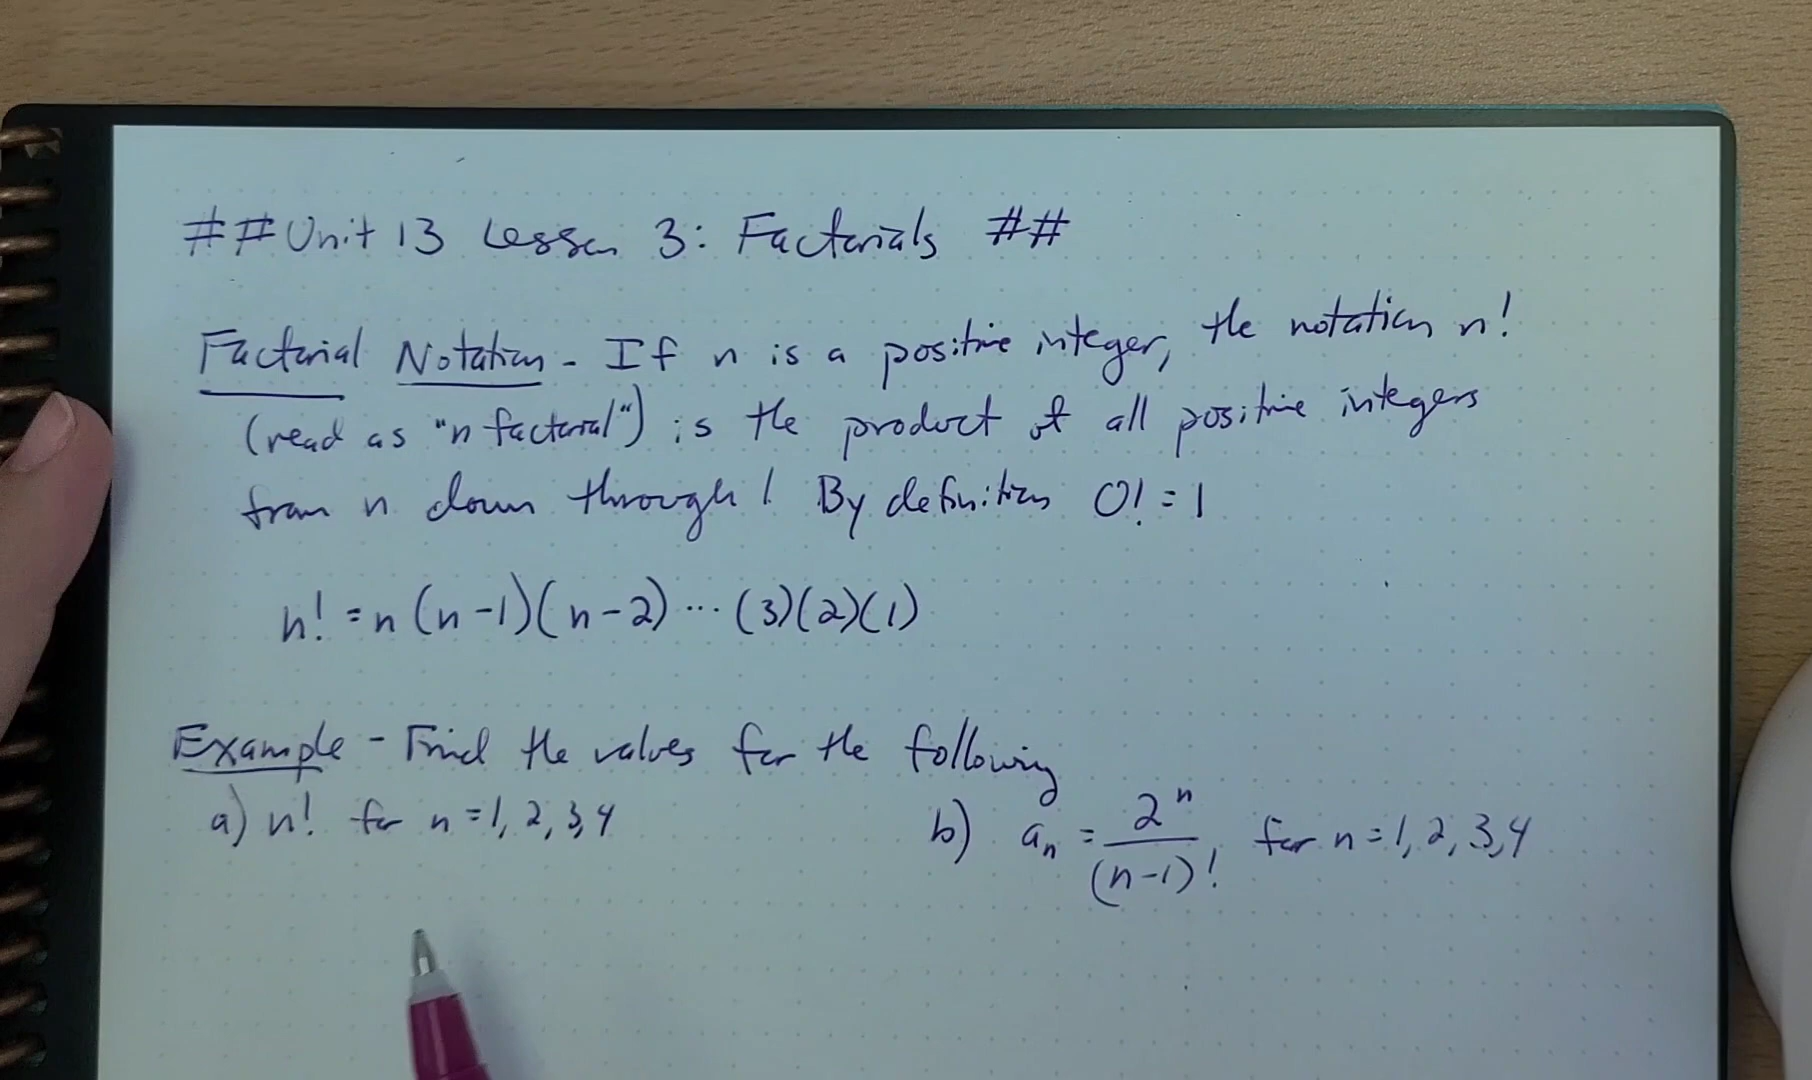 ##Unit 13 Lesson 3: Factorials ##
Factorial Notation - If n is a positive integer, the notation n!
(read as "n factorial") is the product of all positive integers
from n down through 1. By definition 0! = 1
n! = n(n-1)(n-2)···(3)(2)(1)
Example - Find the values for the following
a) n! for n=1, 2, 3, 4
b) aₙ = 2ⁿ/(n-1)! for n=1, 2, 3, 4